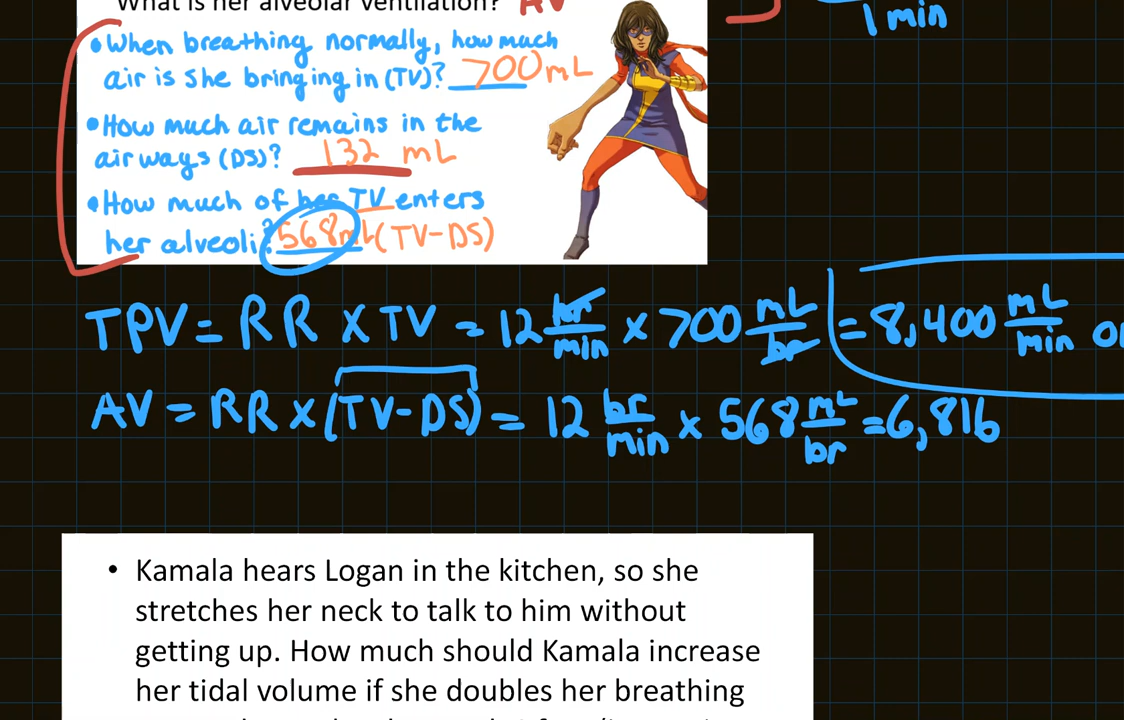 What is her alveolar ventilation? AV
1 min
• When breathing normally, how much
air is she bringing in (TV)? 700 mL
• How much air remains in the
airways (DS)? 132 mL
• How much of her TV enters
her alveoli? 568mL (TV-DS)
TPV = RR x TV = 12 br/min x 700 mL/br = 8,400 mL/min or
AV = RR x (TV-DS) = 12 br/min x 568 mL/br = 6,816
• Kamala hears Logan in the kitchen, so she
stretches her neck to talk to him without
getting up. How much should Kamala increase
her tidal volume if she doubles her breathing